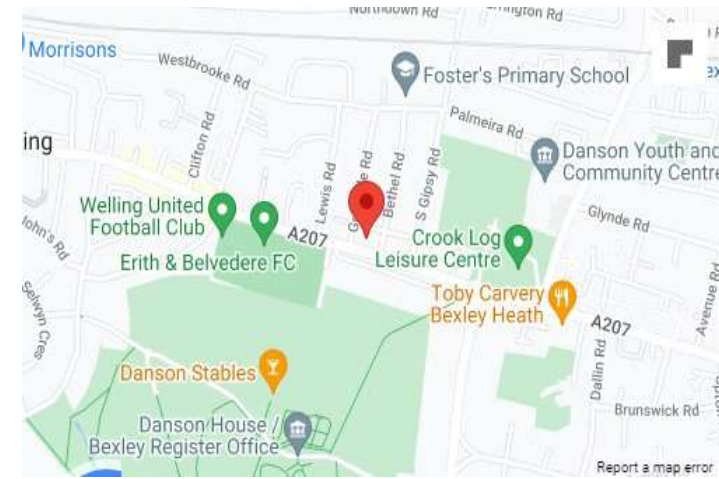 Northdown Rd
Morrisons
Westbrooke Rd
Foster's Primary School
Palmeira Rd
ing
Clifton Rd
Danson Youth and
Community Centre
Lewis Rd
Bethel Rd
S Gipsy Rd
Welling United
Football Club
Glynde Rd
A207
Erith & Belvedere FC
Crook Log
Leisure Centre
Selwyn Cres
Toby Carvery
Bexley Heath
Avenue Rd
A207
Danson Stables
Dallin Rd
Brunswick Rd
Danson House /
Bexley Register Office
Report a map error